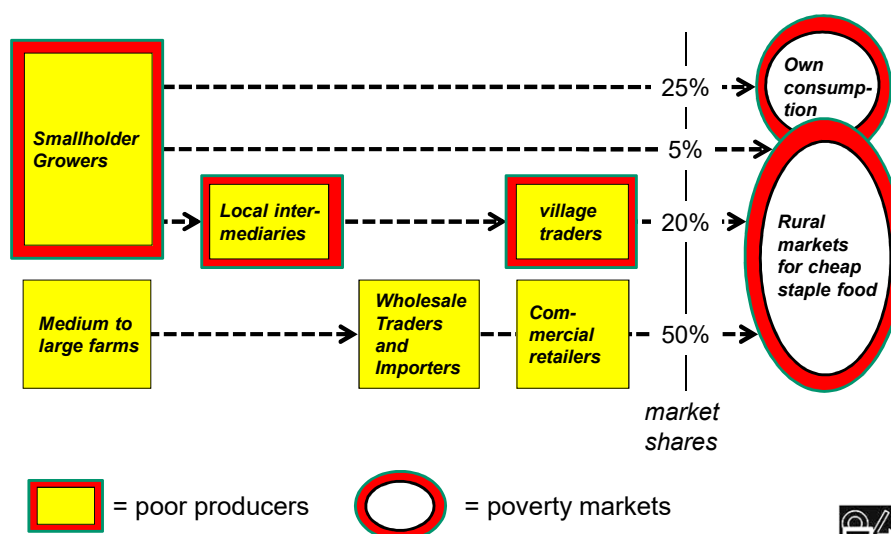 Own
consump-
tion
25%
Smallholder
Growers
5%
Local inter-
mediaries
village
traders
20%
Rural
markets
for cheap
staple food
Medium to
large farms
Wholesale
Traders
and
Importers
Com-
mercial
retailers
50%
market
shares
= poor producers
= poverty markets